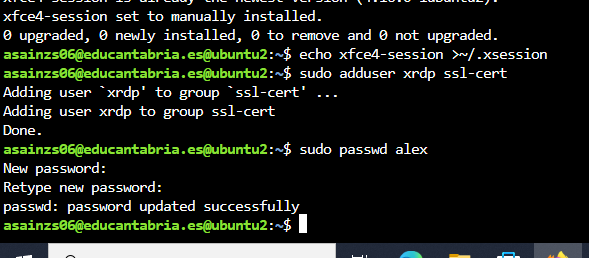 xfce4-session is already the newest version (4.16.0-1ubuntu2).
xfce4-session set to manually installed.
0 upgraded, 0 newly installed, 0 to remove and 0 not upgraded.
asainzs06@educantabria.es@ubuntu2:~$ echo xfce4-session >~/.xsession
asainzs06@educantabria.es@ubuntu2:~$ sudo adduser xrdp ssl-cert
Adding user `xrdp' to group `ssl-cert' ...
Adding user xrdp to group ssl-cert
Done.
asainzs06@educantabria.es@ubuntu2:~$ sudo passwd alex
New password:
Retype new password:
passwd: password updated successfully
asainzs06@educantabria.es@ubuntu2:~$